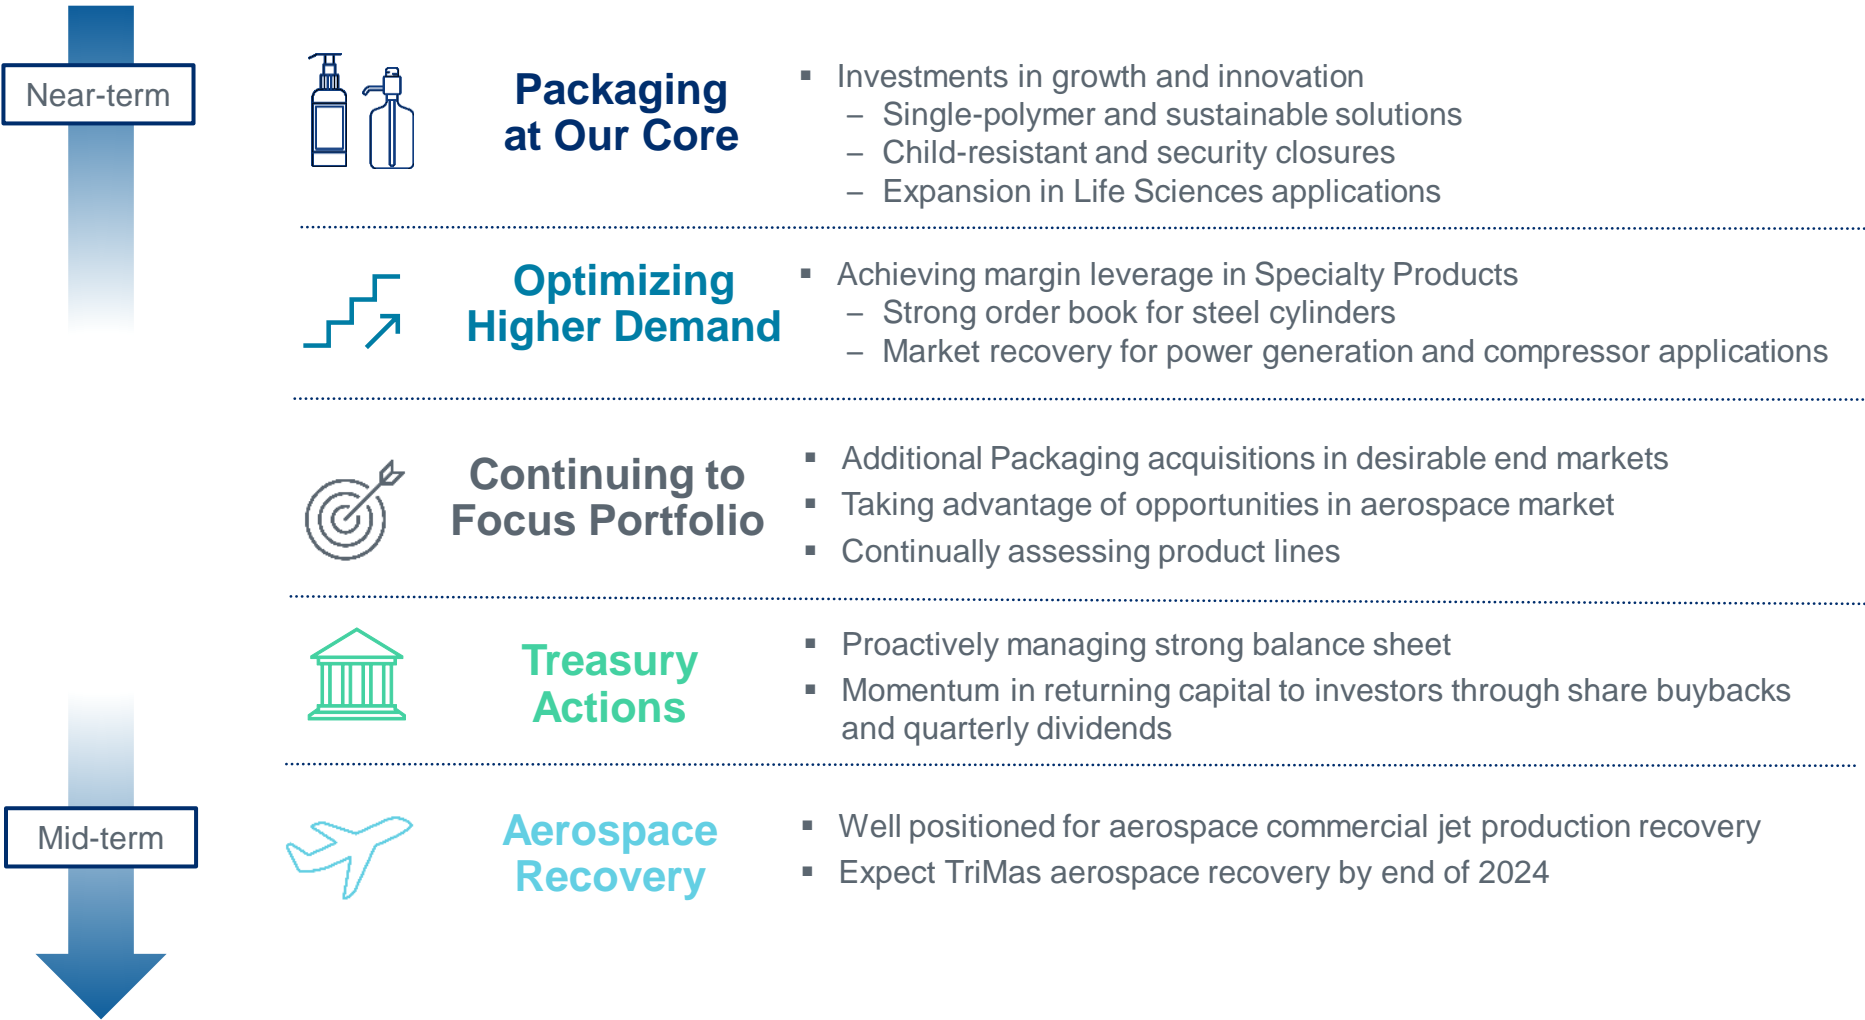 Near-term
Packaging
at Our Core
▪ Investments in growth and innovation
– Single-polymer and sustainable solutions
– Child-resistant and security closures
– Expansion in Life Sciences applications
Optimizing
Higher Demand
▪ Achieving margin leverage in Specialty Products
– Strong order book for steel cylinders
– Market recovery for power generation and compressor applications
Continuing to
Focus Portfolio
▪ Additional Packaging acquisitions in desirable end markets
▪ Taking advantage of opportunities in aerospace market
▪ Continually assessing product lines
Treasury
Actions
▪ Proactively managing strong balance sheet
▪ Momentum in returning capital to investors through share buybacks
and quarterly dividends
Mid-term
Aerospace
Recovery
▪ Well positioned for aerospace commercial jet production recovery
▪ Expect TriMas aerospace recovery by end of 2024